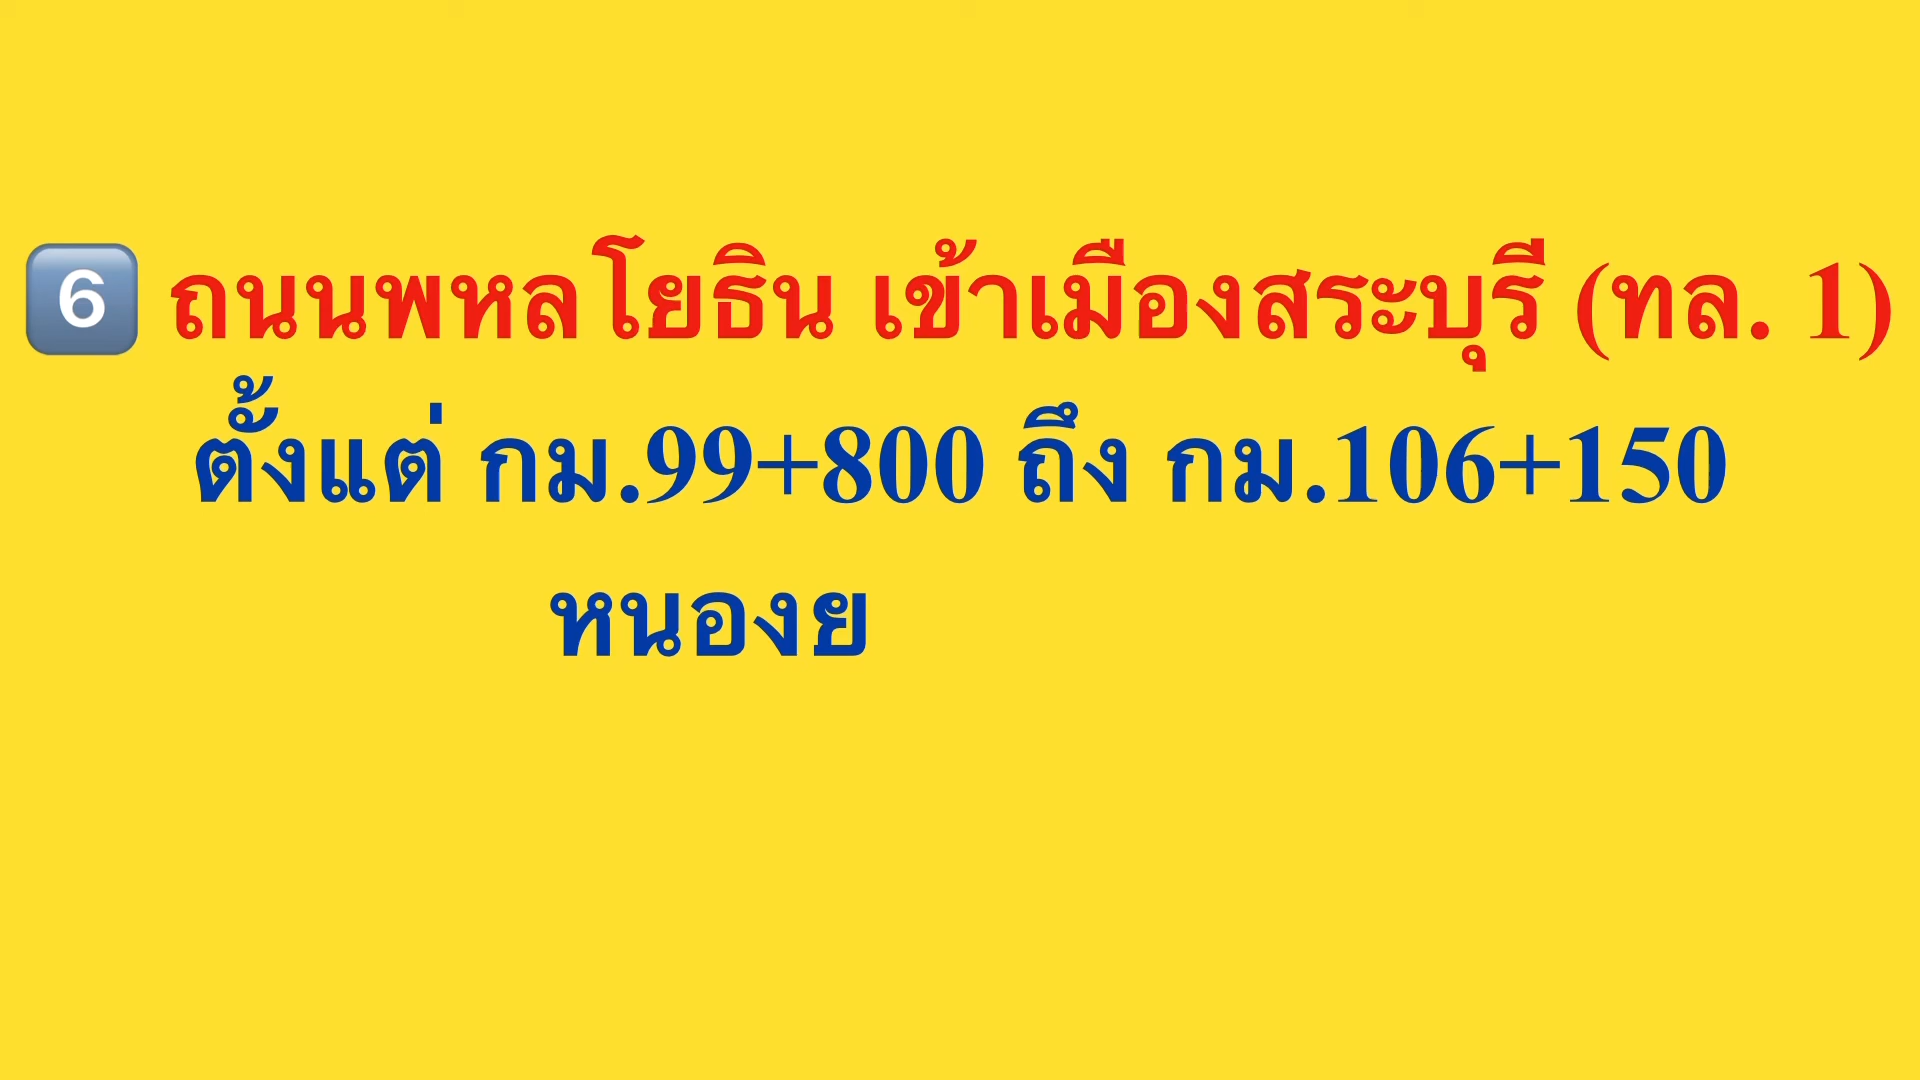 6️⃣ ถนนพหลโยธิน เข้าเมืองสระบุรี (ทล. 1)
ตั้งแต่ กม.99+800 ถึง กม.106+150
หนองย